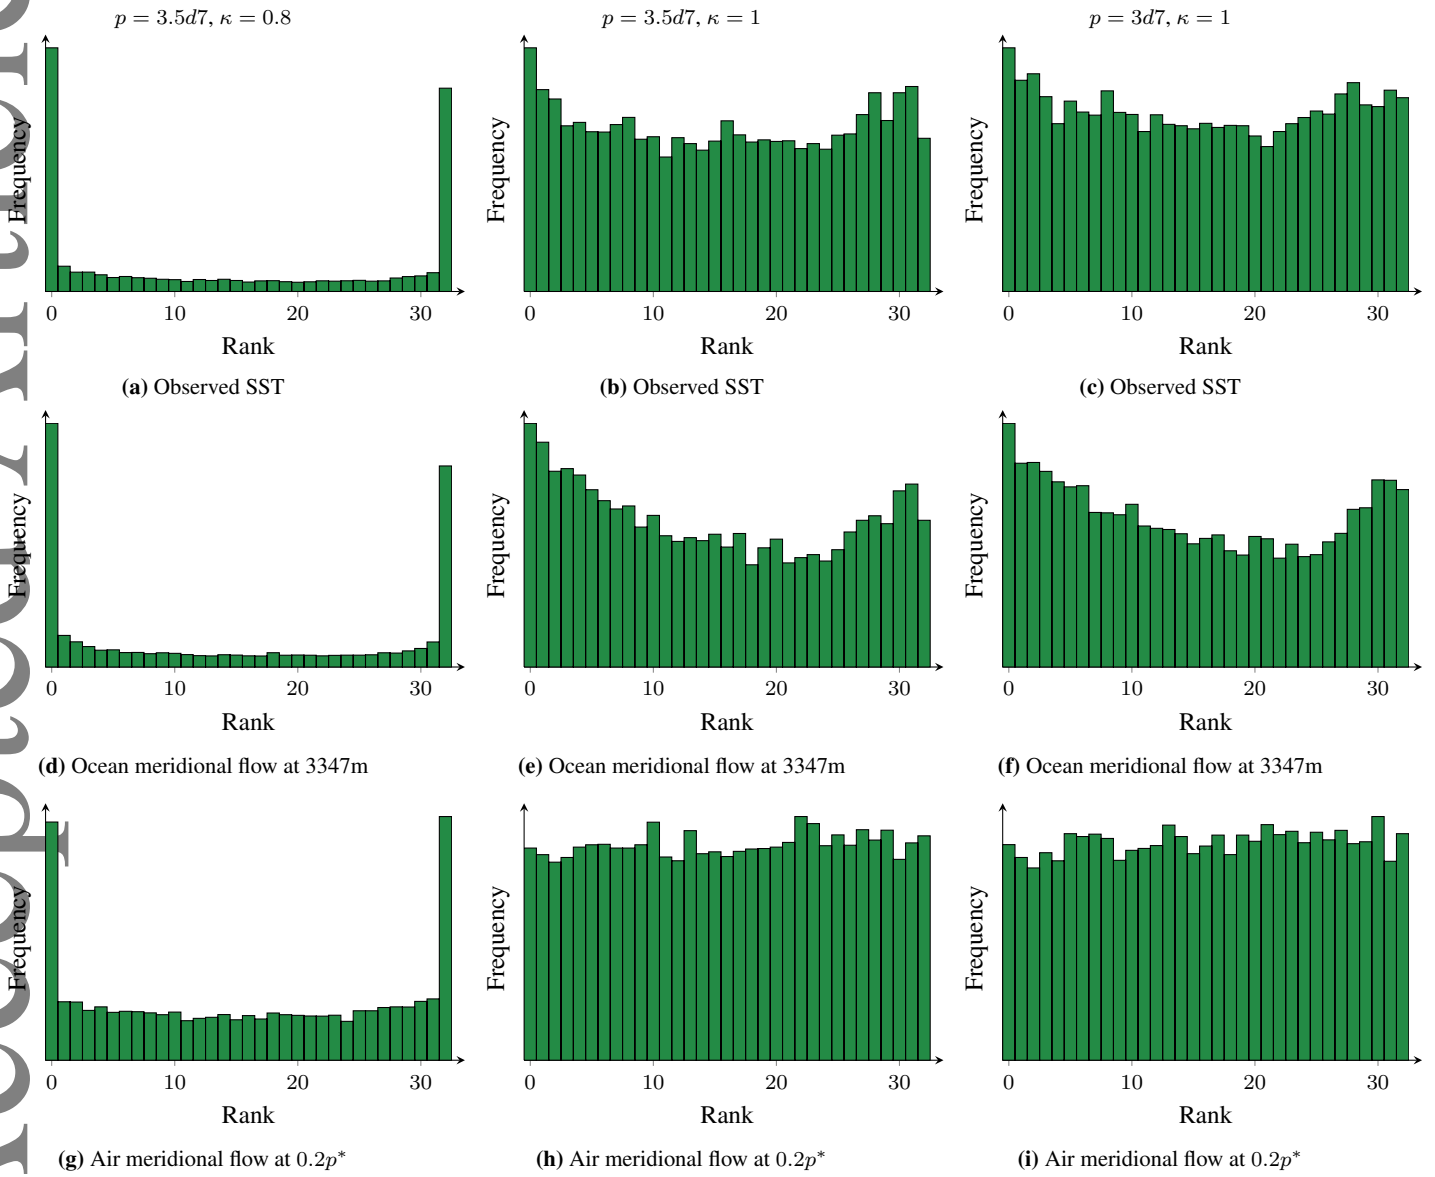 p = 3.5d7, κ = 0.8
p = 3.5d7, κ = 1
p = 3d7, κ = 1
Frequency
0 10 20 30
Rank
(a) Observed SST
Frequency
0 10 20 30
Rank
(b) Observed SST
Frequency
0 10 20 30
Rank
(c) Observed SST
Frequency
0 10 20 30
Rank
(d) Ocean meridional flow at 3347m
Frequency
0 10 20 30
Rank
(e) Ocean meridional flow at 3347m
Frequency
0 10 20 30
Rank
(f) Ocean meridional flow at 3347m
Frequency
0 10 20 30
Rank
(g) Air meridional flow at 0.2p*
Frequency
0 10 20 30
Rank
(h) Air meridional flow at 0.2p*
Frequency
0 10 20 30
Rank
(i) Air meridional flow at 0.2p*